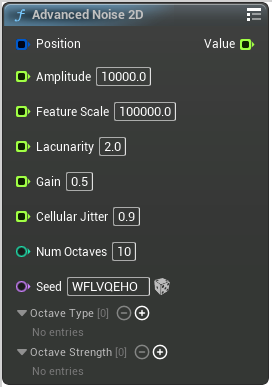 Advanced Noise 2D
Position Value
Amplitude 10000.0
Feature Scale 100000.0
Lacunarity 2.0
Gain 0.5
Cellular Jitter 0.9
Num Octaves 10
Seed WFLVQEHO
Octave Type [0]
No entries
Octave Strength [0]
No entries